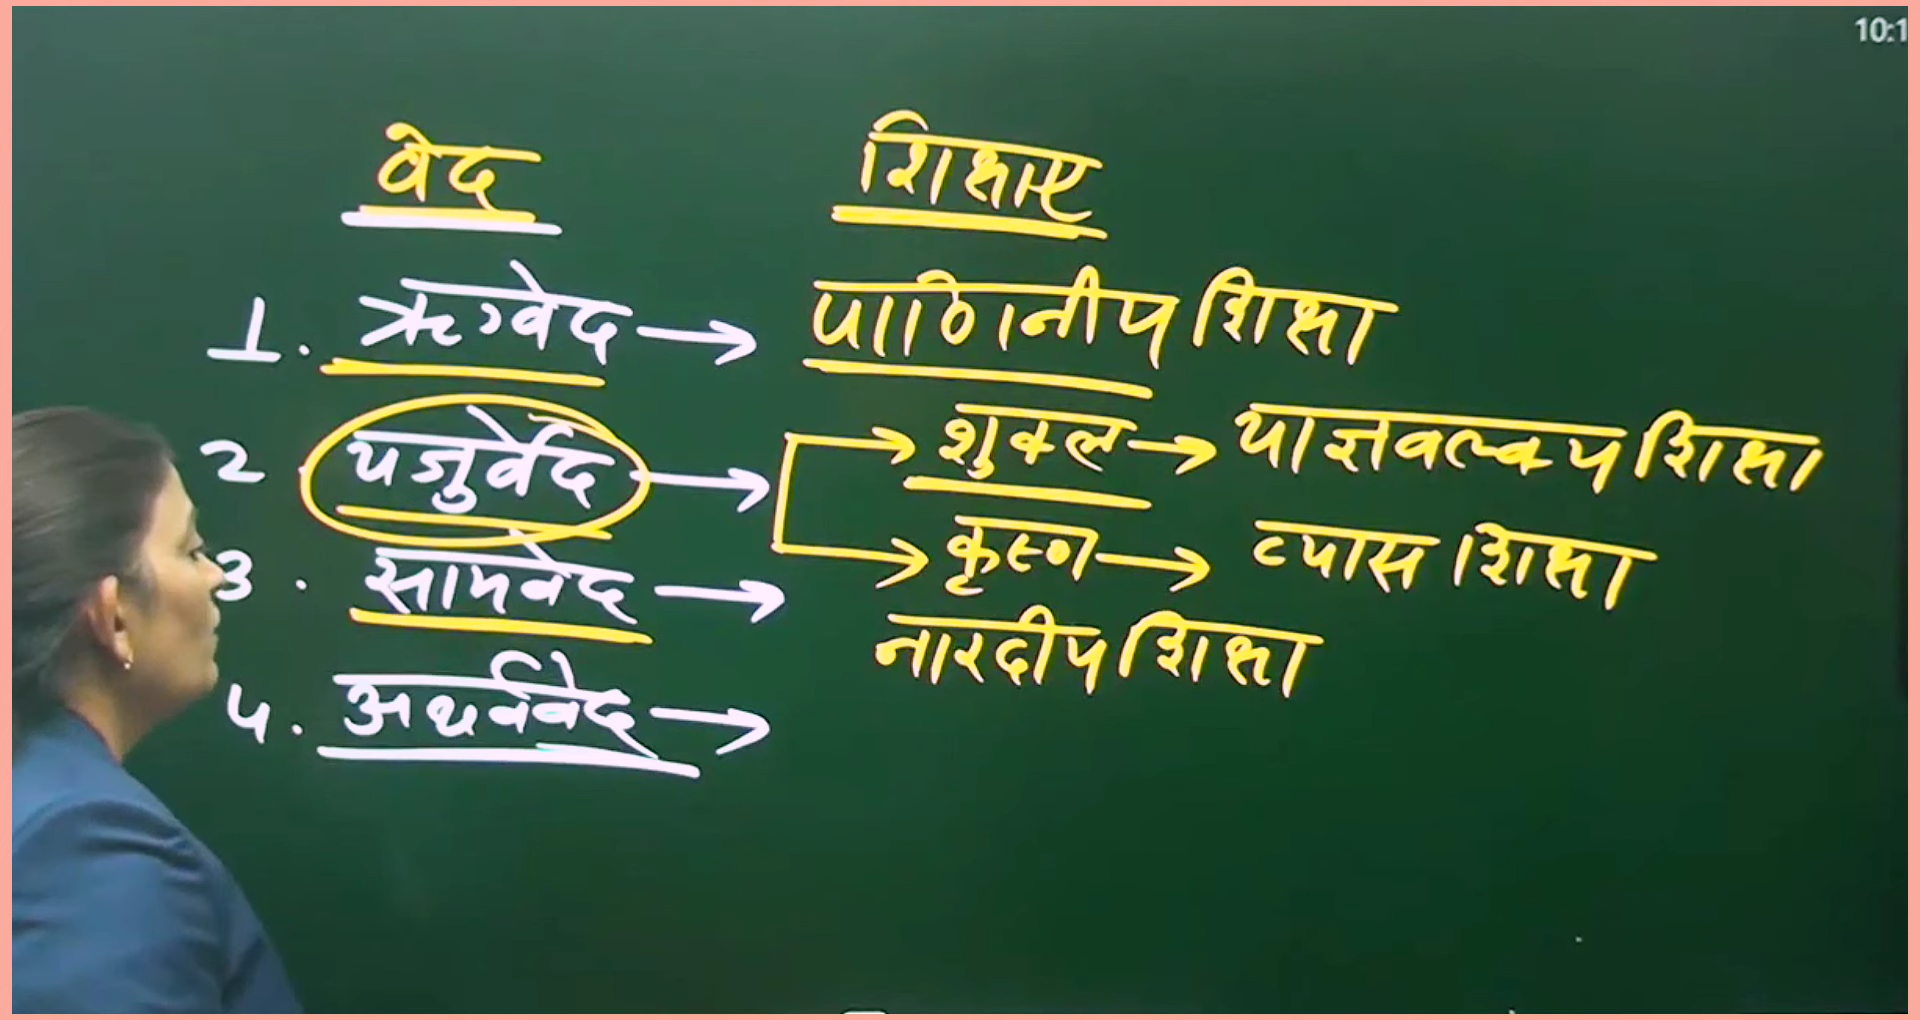 10:1
वेद शिक्षाए
1. ऋग्वेद → पाणिनीय शिक्षा
2. यजुर्वेद → शुक्ल → याज्ञवल्क्य शिक्षा
कृष्ण → व्यास शिक्षा
3. सामवेद → नारदीय शिक्षा
4. अथर्ववेद →